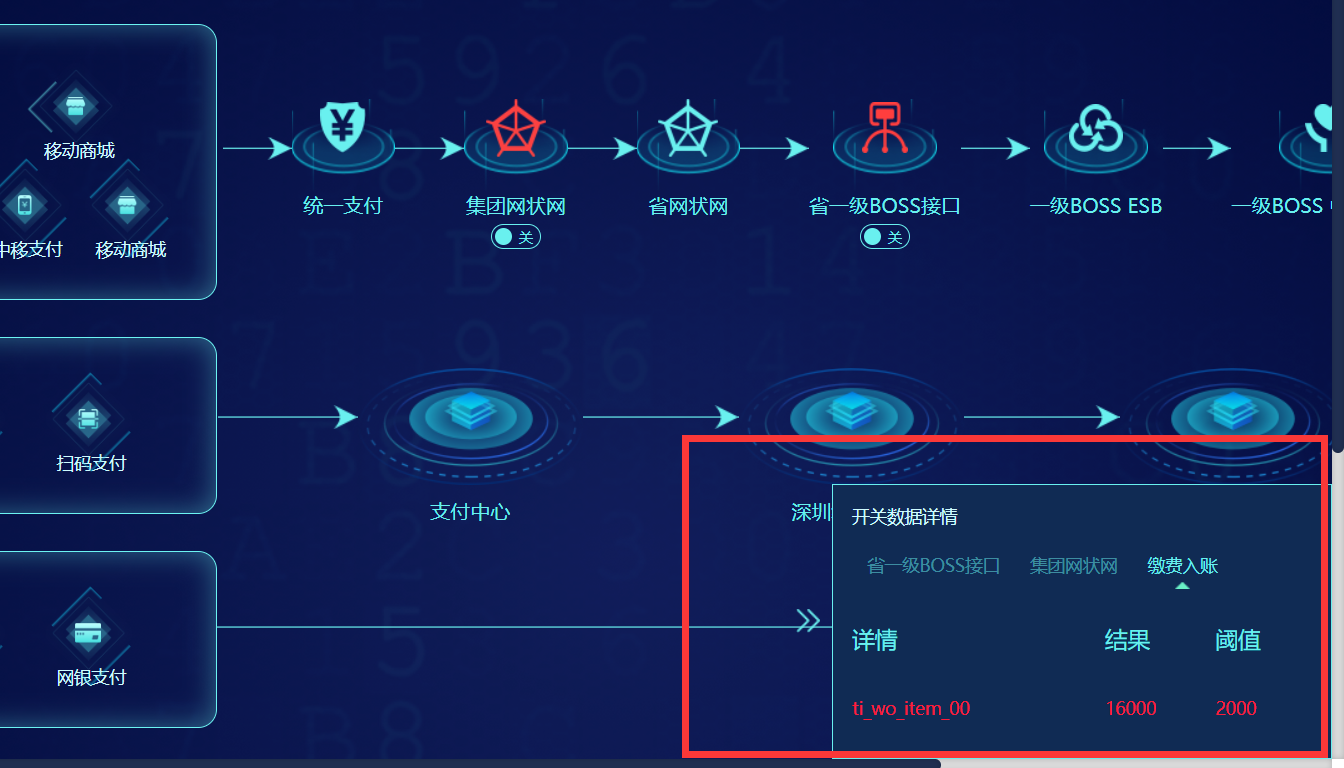 移动商城
中移支付
移动商城
统一支付
集团网状网
省网状网
省一级BOSS接口
一级BOSS ESB
一级BOSS
关
关
扫码支付
支付中心
深圳
网银支付
开关数据详情
省一级BOSS接口 集团网状网 缴费入账
详情 结果 阈值
ti_wo_item_00 16000 2000